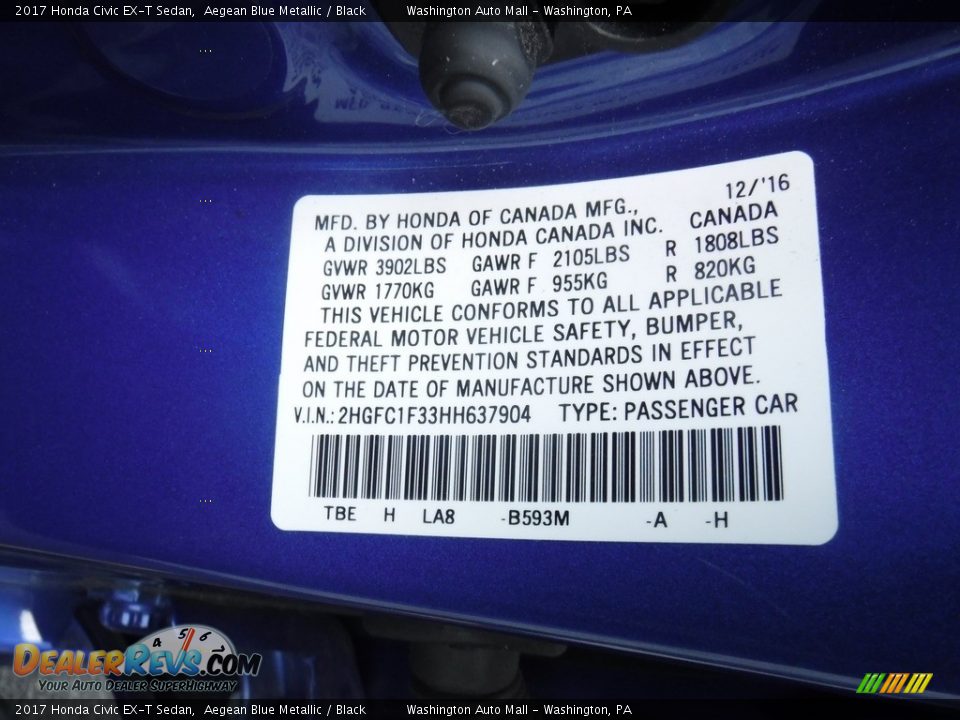 2017 Honda Civic EX-T Sedan,  Aegean Blue Metallic / Black        Washington Auto Mall - Washington, PA
12/'16
MFD. BY HONDA OF CANADA MFG.,
A DIVISION OF HONDA CANADA INC. CANADA
GVWR 3902LBS GAWR F 2105LBS R 1808LBS
GVWR 1770KG GAWR F 955KG R 820KG
THIS VEHICLE CONFORMS TO ALL APPLICABLE
FEDERAL MOTOR VEHICLE SAFETY, BUMPER,
AND THEFT PREVENTION STANDARDS IN EFFECT
ON THE DATE OF MANUFACTURE SHOWN ABOVE.
V.I.N.: 2HGFC1F33HH637904 TYPE: PASSENGER CAR
TBE H LA8 -B593M -A -H
4 5 6
DEALERREVS.COM
YOUR AUTO DEALER SUPERHIGHWAY
2017 Honda Civic EX-T Sedan,  Aegean Blue Metallic / Black        Washington Auto Mall - Washington, PA